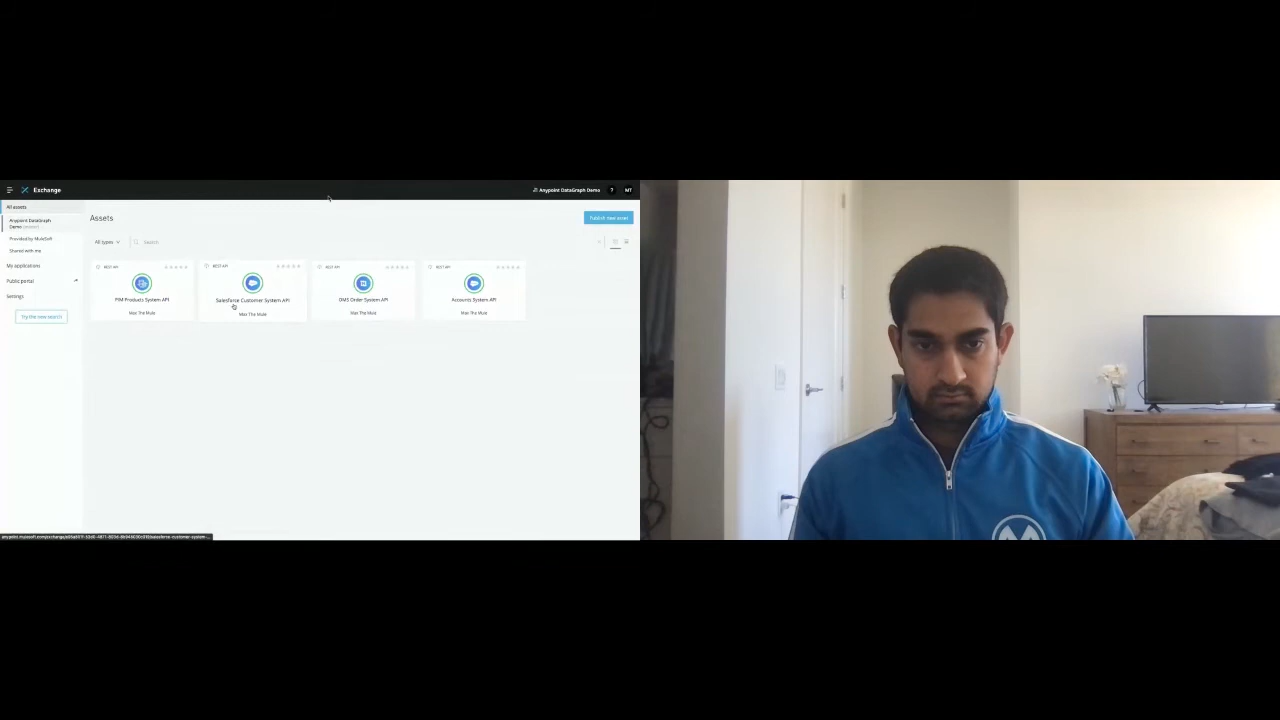 Exchange
Anypoint DataGraph Demo
?
MT
All assets
Anypoint DataGraph
Demo
Provided by MuleSoft
Shared with me
My applications
Public portal
Settings
Try the new search
Assets
Publish new asset
All types
Search
REST API
PIM Products System API
Max The Mule
REST API
Salesforce Customer System API
Max The Mule
REST API
OMS Order System API
Max The Mule
REST API
Accounts System API
Max The Mule